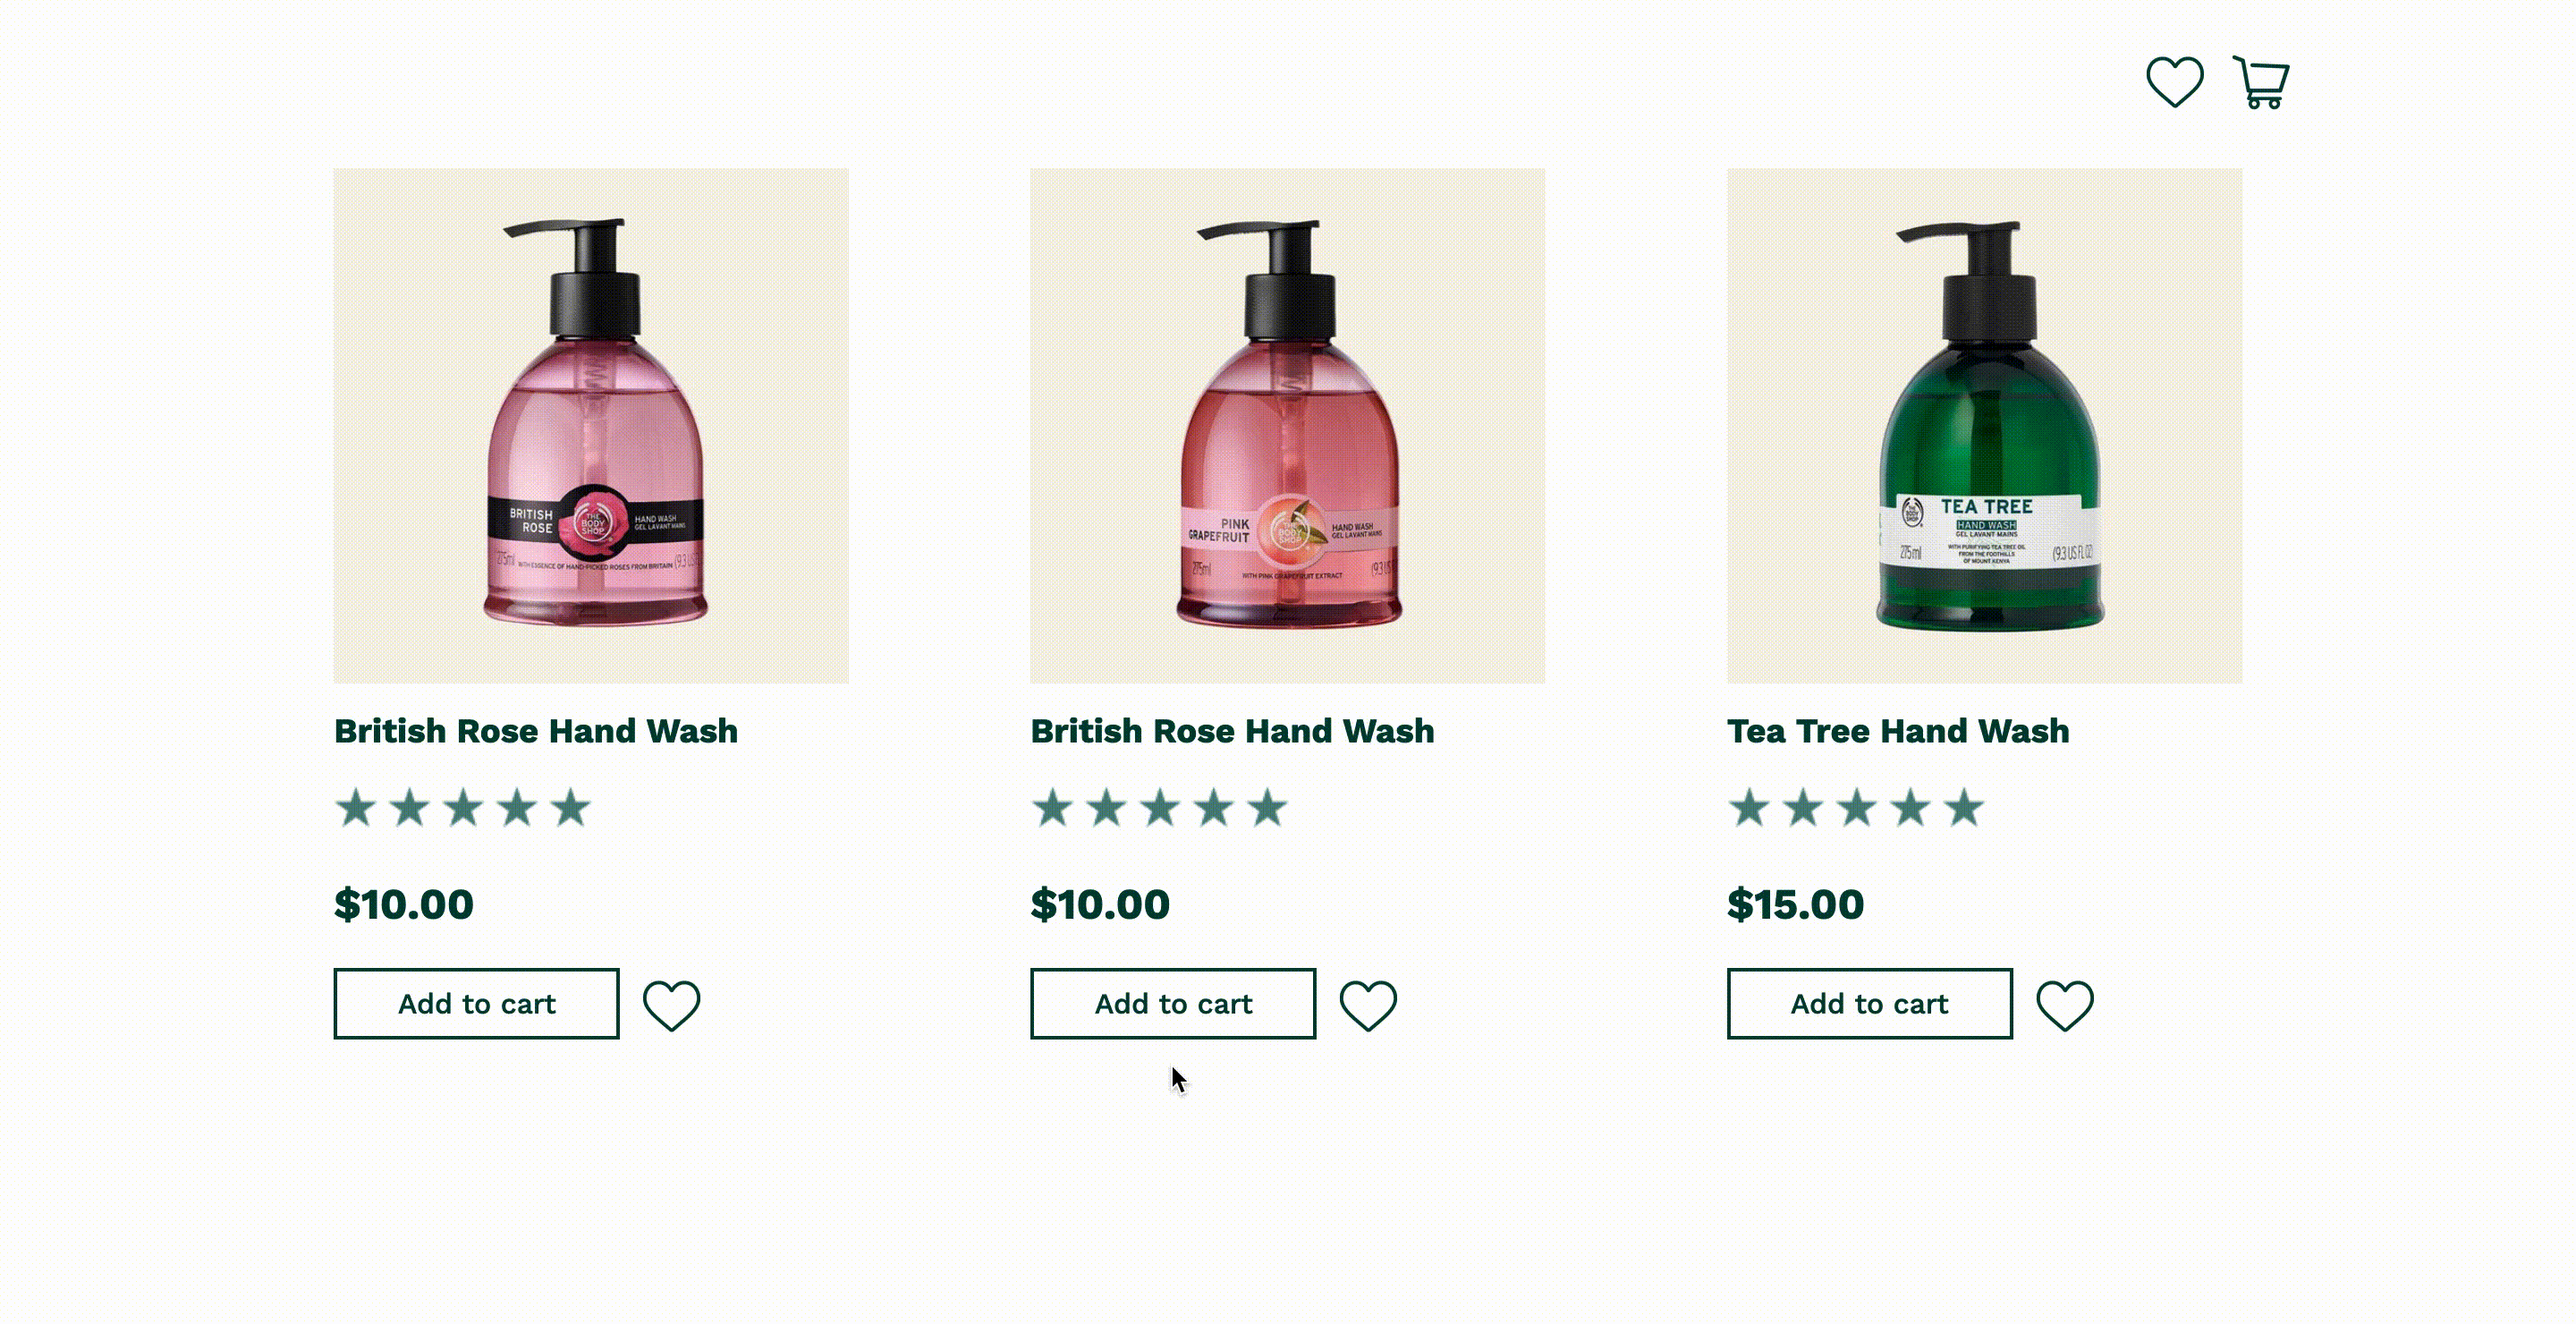 BRITISH
ROSE
THE
BODY
SHOP
HAND WASH
GEL LAVANT MAINS
275ml
WITH ESSENCE OF HAND-PICKED ROSES FROM BRITAIN
(9.3 US
PINK
GRAPEFRUIT
THE
BODY
SHOP
HAND WASH
GEL LAVANT MAINS
275ml
WITH PINK GRAPEFRUIT EXTRACT
(9.3 US
THE
BODY
SHOP
TEA TREE
HAND WASH
GEL LAVANT MAINS
275ml
WITH PURIFYING TEA TREE OIL
FROM THE FOOTHILLS
OF MOUNT KENYA
(9.3 US FL OZ)
British Rose Hand Wash
British Rose Hand Wash
Tea Tree Hand Wash
$10.00
$10.00
$15.00
Add to cart
Add to cart
Add to cart